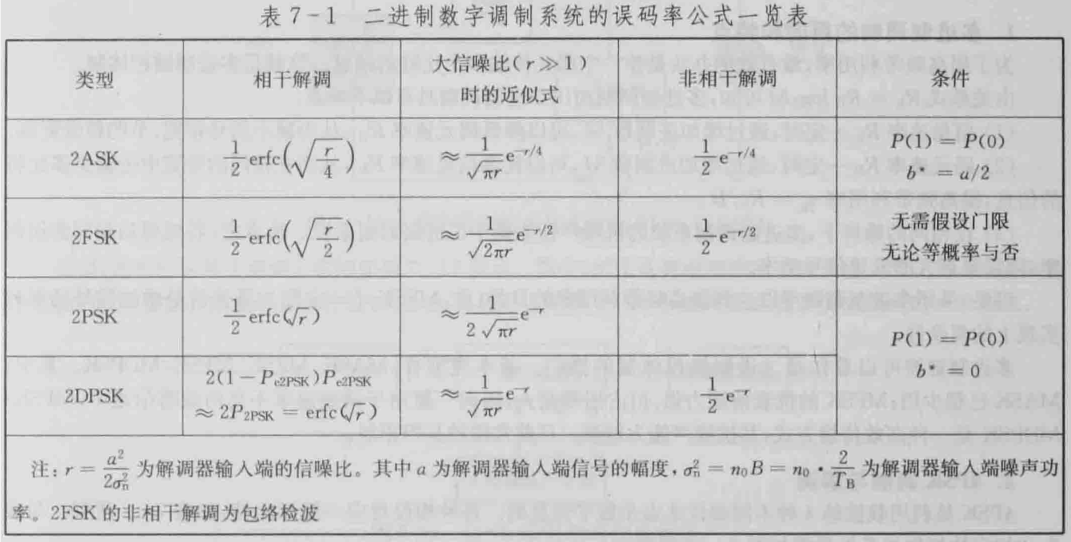 表 7-1 二进制数字调制系统的误码率公式一览表
类型 相干解调 大信噪比(r≫1)时的近似式 非相干解调 条件
2ASK $\frac{1}{2}\text{erfc}(\sqrt{\frac{r}{4}})$ $\approx\frac{1}{\sqrt{\pi r}}e^{-r/4}$ $\frac{1}{2}e^{-r/4}$ P(1) = P(0) b* = a/2
2FSK $\frac{1}{2}\text{erfc}(\sqrt{\frac{r}{2}})$ $\approx\frac{1}{\sqrt{2\pi r}}e^{-r/2}$ $\frac{1}{2}e^{-r/2}$ 无需假设门限 无论等概率与否
2PSK $\frac{1}{2}\text{erfc}(\sqrt{r})$ $\approx\frac{1}{2\sqrt{\pi r}}e^{-r}$
P(1) = P(0) b* = 0
2DPSK $2(1-P_{e2PSK})P_{e2PSK}$ $\approx 2P_{2PSK} = \text{erfc}(\sqrt{r})$ $\approx\frac{1}{\sqrt{\pi r}}e^{-r}$ $\frac{1}{2}e^{-r}$
注:$r=\frac{a^2}{2\sigma_n^2}$ 为解调器输入端的信噪比。其中 a 为解调器输入端信号的幅度,$\sigma_n^2=n_0B=n_0\cdot\frac{2}{T_B}$ 为解调器输入端噪声功
率。2FSK 的非相干解调为包络检波